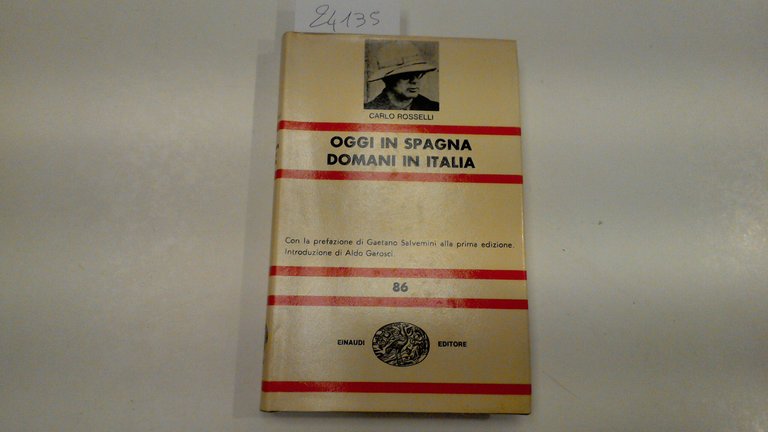 24135
CARLO ROSSELLI
OGGI IN SPAGNA
DOMANI IN ITALIA
Con la prefazione di Gaetano Salvemini alla prima edizione.
Introduzione di Aldo Garosci.
86
EINAUDI EDITORE